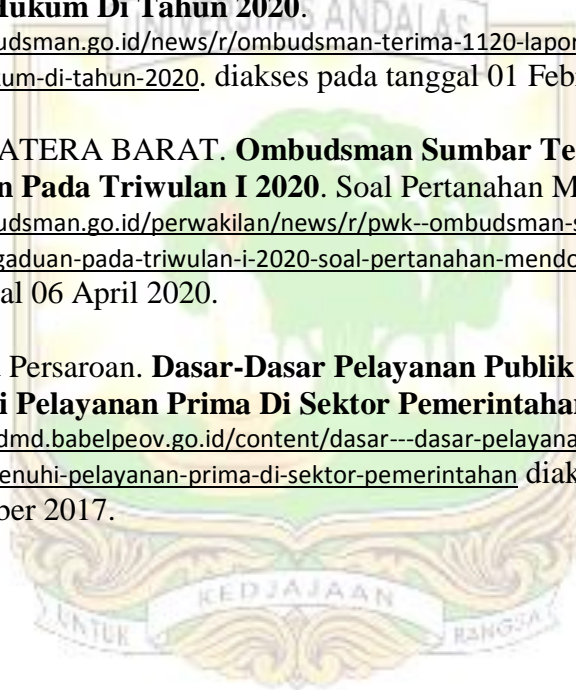 Hukum Di Tahun 2020.
UNIVERSITAS ANDALAS
udsman.go.id/news/r/ombudsman-terima-1120-lapor
kum-di-tahun-2020. diakses pada tanggal 01 Feb
ATERA BARAT. Ombudsman Sumbar Te
n Pada Triwulan I 2020. Soal Pertanahan M
udsman.go.id/perwakilan/news/r/pwk--ombudsman-s
gaduan-pada-triwulan-i-2020-soal-pertanahan-mendo
al 06 April 2020.
Persaroan. Dasar-Dasar Pelayanan Publik
i Pelayanan Prima Di Sektor Pemerintahan
dmd.babelpeov.go.id/content/dasar---dasar-pelayana
enuhi-pelayanan-prima-di-sektor-pemerintahan diak
ber 2017.
KEDJAJAAN
UNTUK
BANGSA